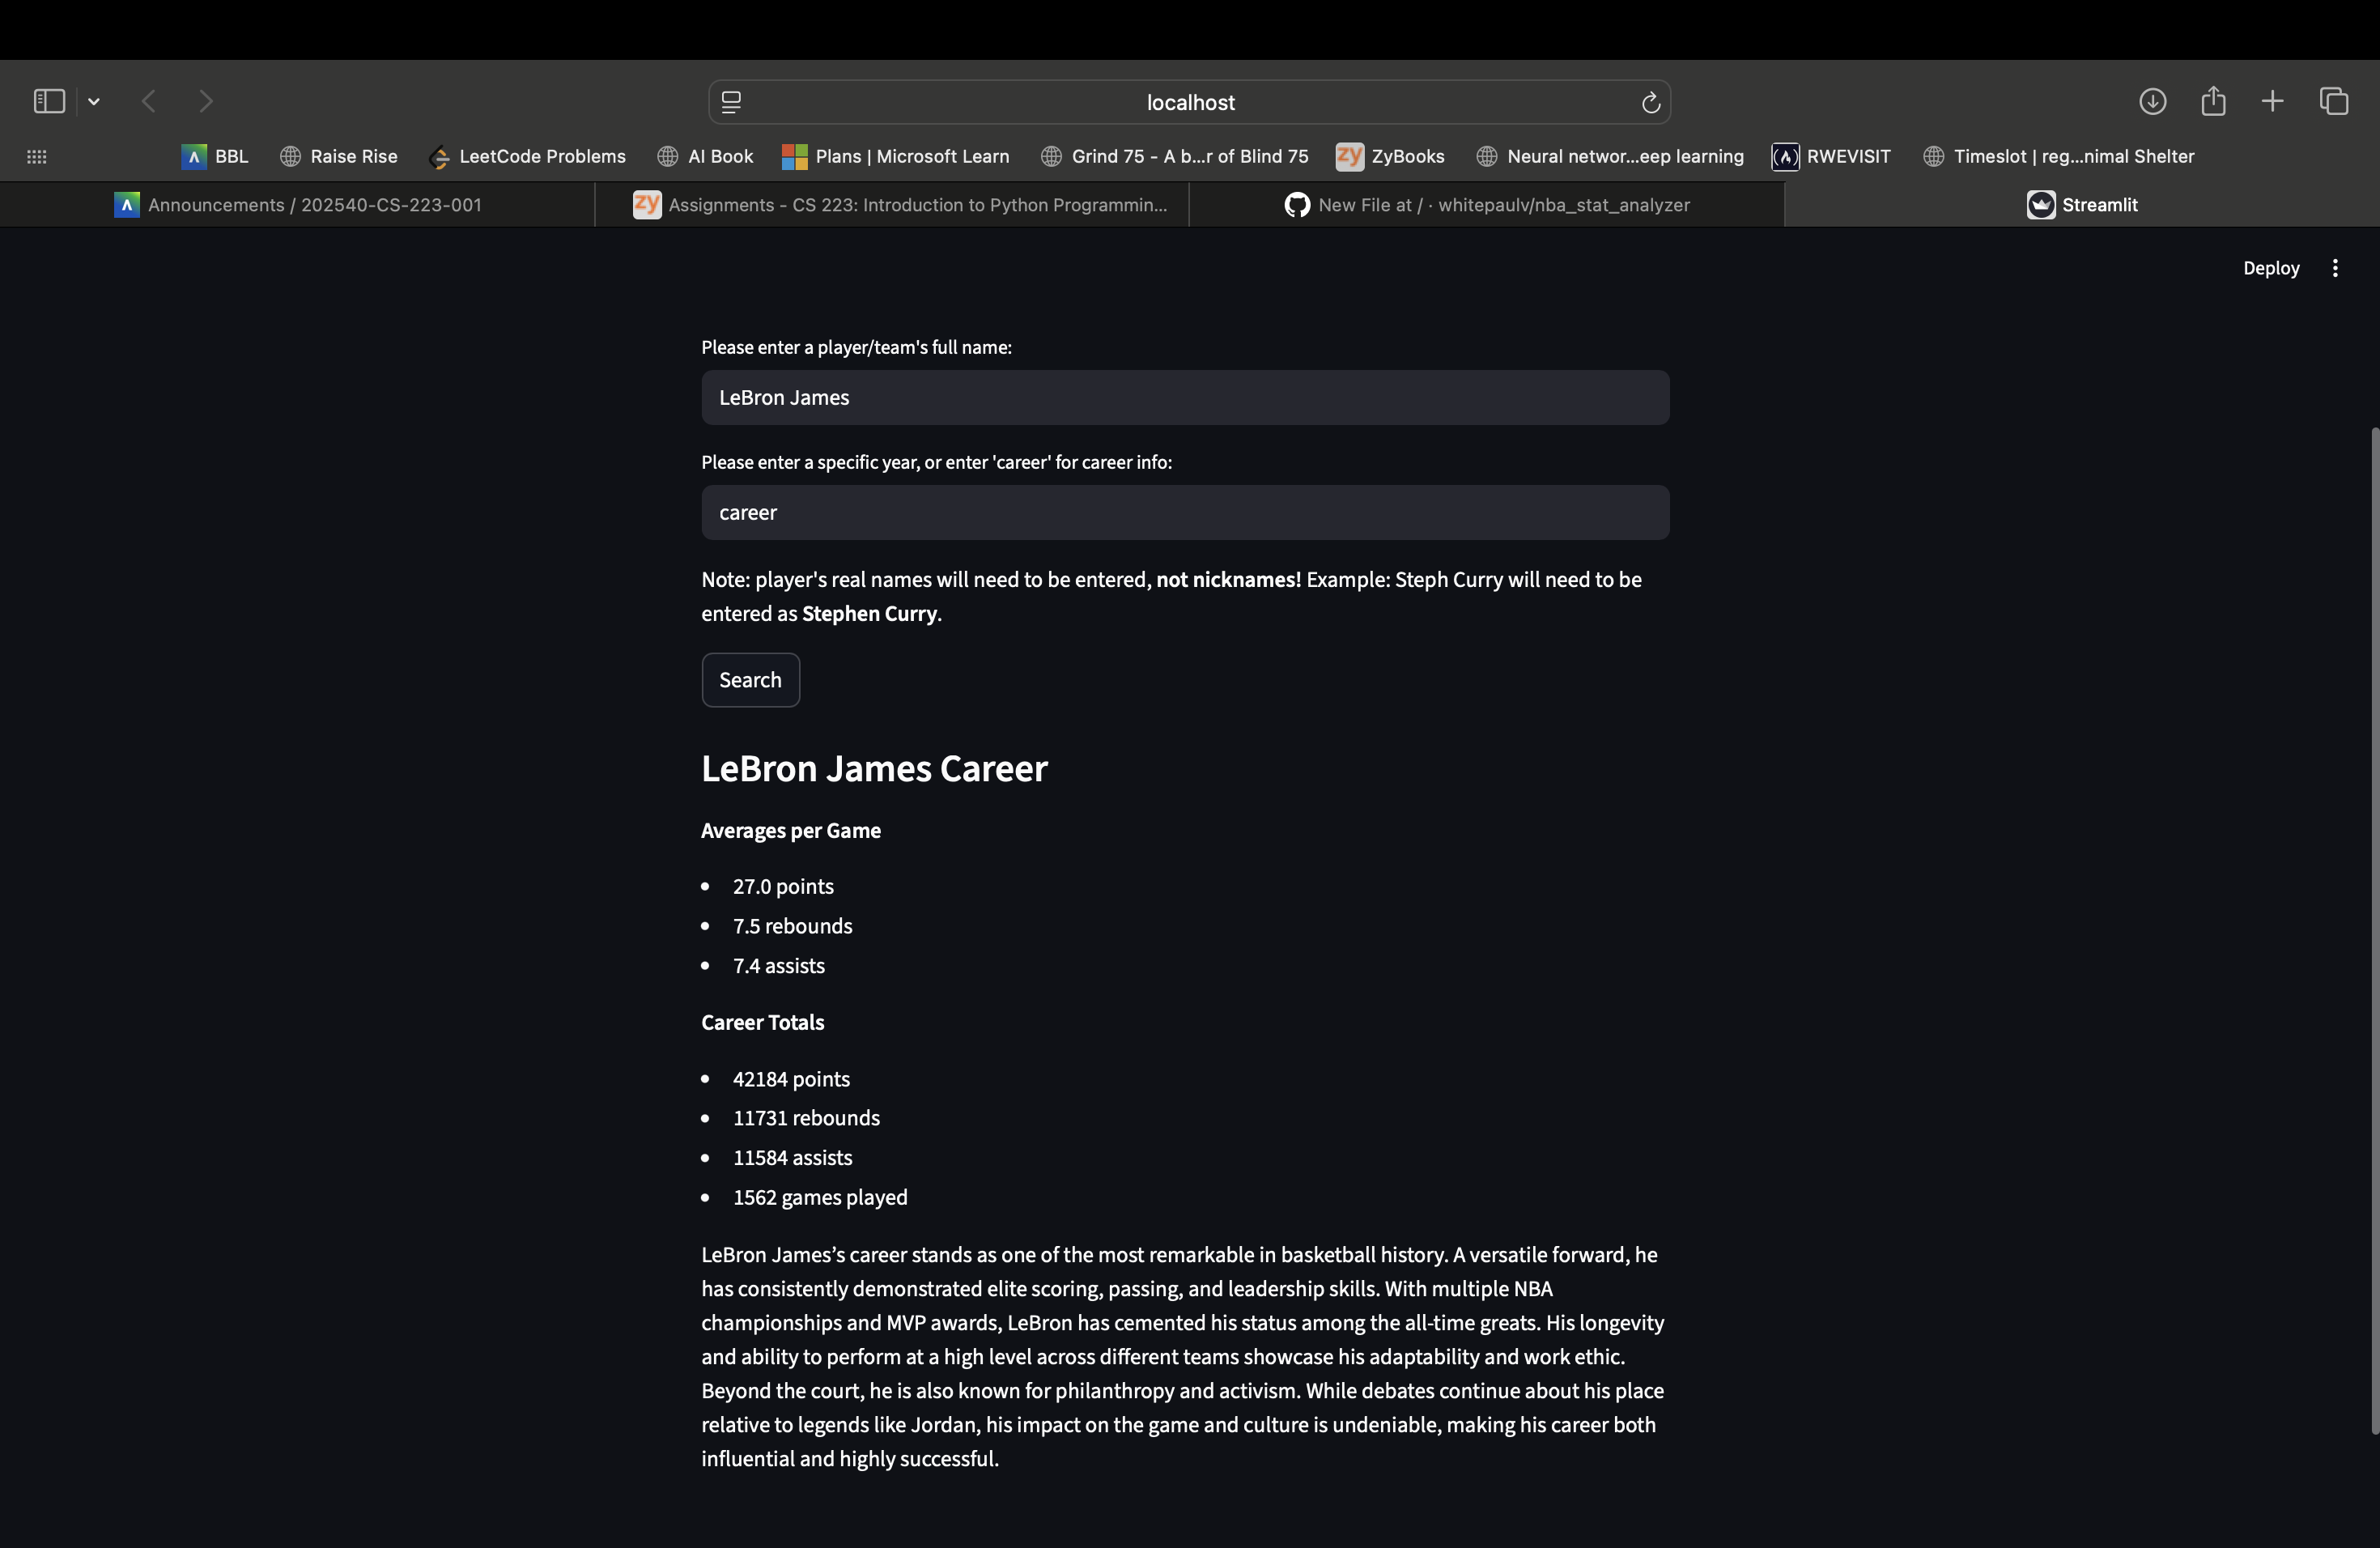 localhost
BBL
Raise Rise
LeetCode Problems
AI Book
Plans | Microsoft Learn
Grind 75 - A b...r of Blind 75
zy ZyBooks
Neural networ...eep learning
RWEVISIT
Timeslot | reg...nimal Shelter
Announcements / 202540-CS-223-001
zy Assignments - CS 223: Introduction to Python Programmin...
New File at / · whitepaulv/nba_stat_analyzer
Streamlit
Deploy
Please enter a player/team's full name:
LeBron James
Please enter a specific year, or enter 'career' for career info:
career
Note: player's real names will need to be entered, not nicknames! Example: Steph Curry will need to be
entered as Stephen Curry.
Search
LeBron James Career
Averages per Game
• 27.0 points
• 7.5 rebounds
• 7.4 assists
Career Totals
• 42184 points
• 11731 rebounds
• 11584 assists
• 1562 games played
LeBron James’s career stands as one of the most remarkable in basketball history. A versatile forward, he
has consistently demonstrated elite scoring, passing, and leadership skills. With multiple NBA
championships and MVP awards, LeBron has cemented his status among the all-time greats. His longevity
and ability to perform at a high level across different teams showcase his adaptability and work ethic.
Beyond the court, he is also known for philanthropy and activism. While debates continue about his place
relative to legends like Jordan, his impact on the game and culture is undeniable, making his career both
influential and highly successful.